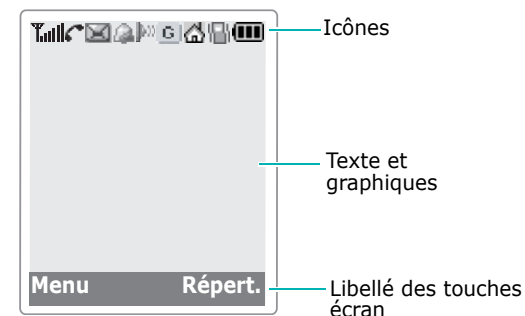 Icônes
G
Texte et
graphiques
Menu Répert.
Libellé des touches
écran